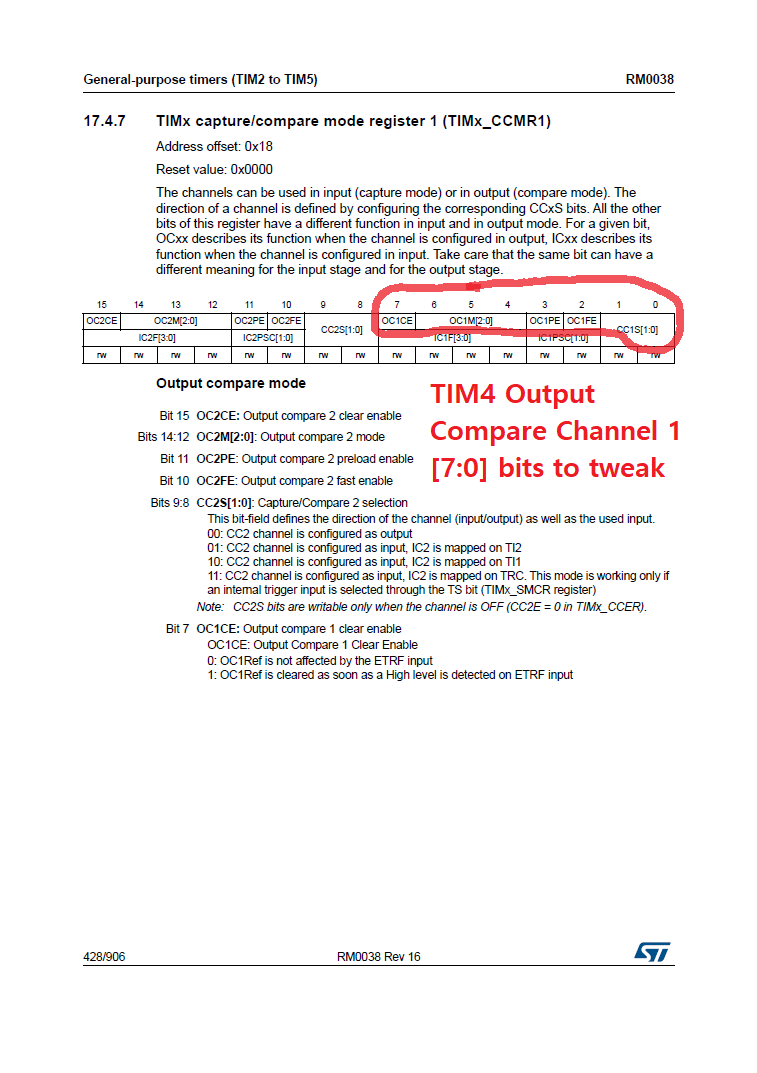 General-purpose timers (TIM2 to TIM5) RM0038
17.4.7 TIMx capture/compare mode register 1 (TIMx_CCMR1)
Address offset: 0x18
Reset value: 0x0000
The channels can be used in input (capture mode) or in output (compare mode). The
direction of a channel is defined by configuring the corresponding CCxS bits. All the other
bits of this register have a different function in input and in output mode. For a given bit,
OCxx describes its function when the channel is configured in output, ICxx describes its
function when the channel is configured in input. Take care that the same bit can have a
different meaning for the input stage and for the output stage.
15 14 13 12 11 10 9 8 7 6 5 4 3 2 1 0
OC2CE OC2M[2:0] OC2PE OC2FE CC2S[1:0] OC1CE OC1M[2:0] OC1PE OC1FE CC1S[1:0]
IC2F[3:0] IC2PSC[1:0] IC1F[3:0] IC1PSC[1:0]
rw rw rw rw rw rw rw rw rw rw rw rw rw rw rw rw
Output compare mode
TIM4 Output
Compare Channel 1
[7:0] bits to tweak
Bit 15 OC2CE: Output compare 2 clear enable
Bits 14:12 OC2M[2:0]: Output compare 2 mode
Bit 11 OC2PE: Output compare 2 preload enable
Bit 10 OC2FE: Output compare 2 fast enable
Bits 9:8 CC2S[1:0]: Capture/Compare 2 selection
This bit-field defines the direction of the channel (input/output) as well as the used input.
00: CC2 channel is configured as output
01: CC2 channel is configured as input, IC2 is mapped on TI2
10: CC2 channel is configured as input, IC2 is mapped on TI1
11: CC2 channel is configured as input, IC2 is mapped on TRC. This mode is working only if
an internal trigger input is selected through the TS bit (TIMx_SMCR register)
Note: CC2S bits are writable only when the channel is OFF (CC2E = 0 in TIMx_CCER).
Bit 7 OC1CE: Output compare 1 clear enable
OC1CE: Output Compare 1 Clear Enable
0: OC1Ref is not affected by the ETRF input
1: OC1Ref is cleared as soon as a High level is detected on ETRF input
428/906 RM0038 Rev 16 ST